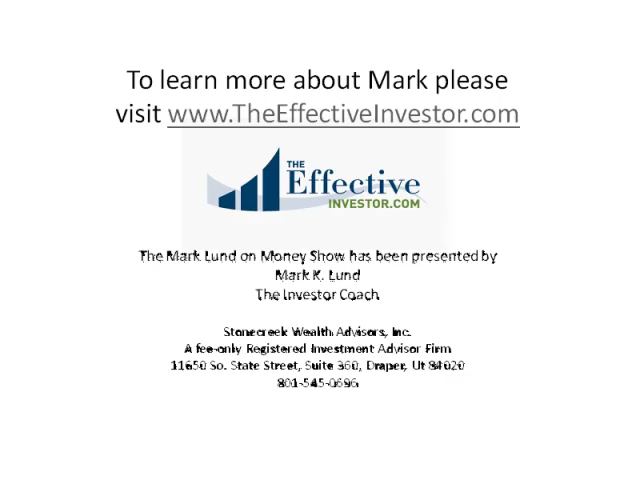 To learn more about Mark please
visit www.TheEffectiveInvestor.com
THE
Effective
INVESTOR.COM
The Mark Lund on Money Show has been presented by
Mark K. Lund
The Investor Coach
Stonecreek Wealth Advisors, Inc.
A fee-only Registered Investment Advisor Firm
11650 So. State Street, Suite 360, Draper, Ut 84020
801-545-0696